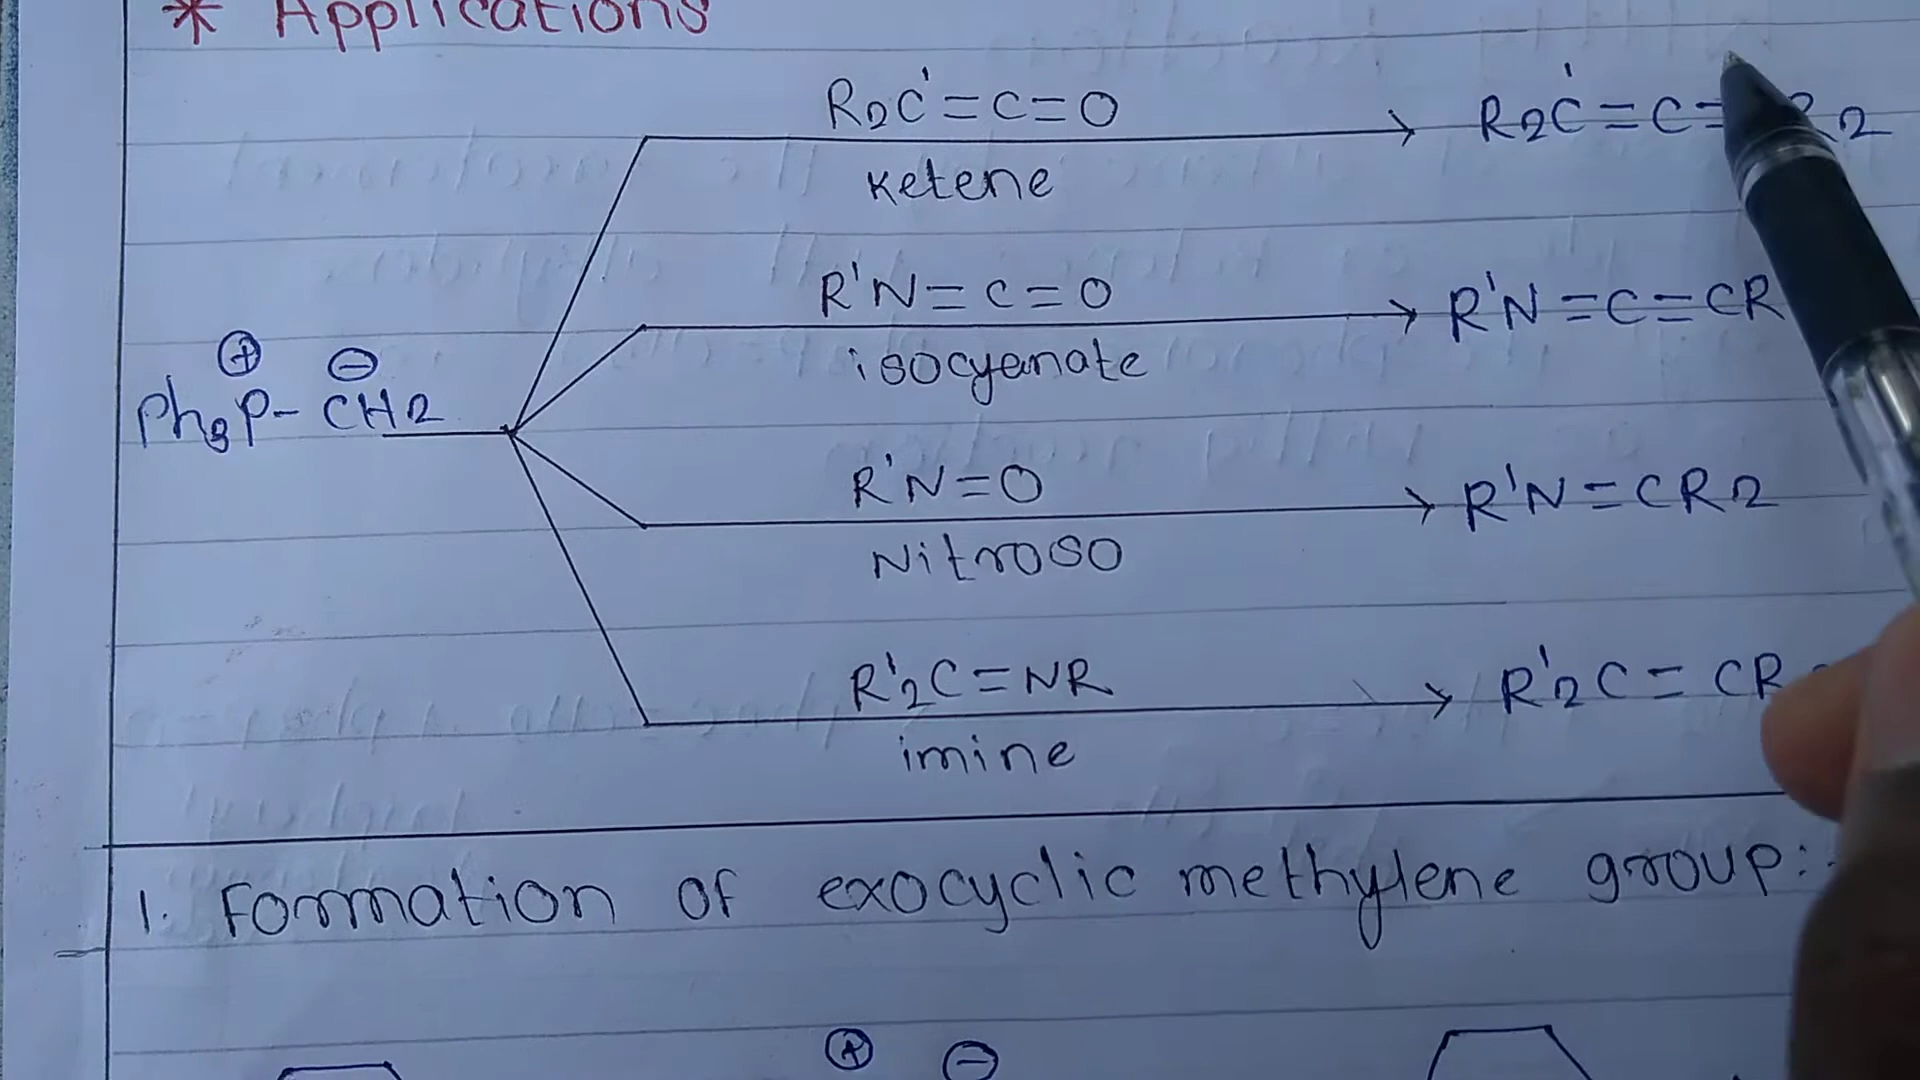 * Applications
R2C'=C=O
R2C'=C=
ketene
R'N=C=O
R'N=C=CR
isocyanate
⊕ ⊖
Ph3P-CH2
R'N=O
R'N=CR2
Nitroso
R'2C=NR
R'2C=CR
imine
1. Formation of exocyclic methylene group:-
⊕ ⊖